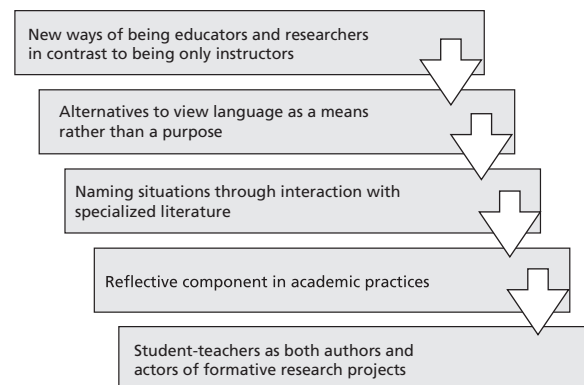 New ways of being educators and researchers
in contrast to being only instructors
Alternatives to view language as a means
rather than a purpose
Naming situations through interaction with
specialized literature
Reflective component in academic practices
Student-teachers as both authors and
actors of formative research projects